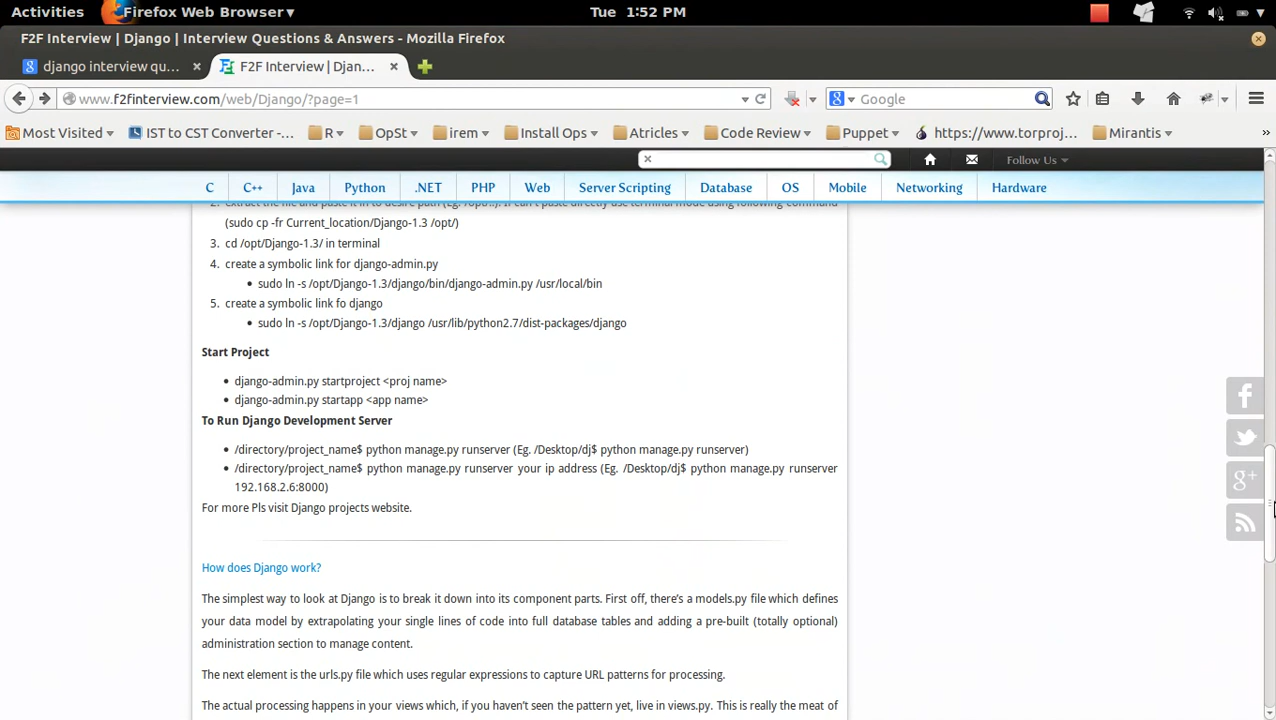 Activities Firefox Web Browser ▾ Tue 1:52 PM
F2F Interview | Django | Interview Questions & Answers - Mozilla Firefox
django interview qu... F2F Interview | Djan...
www.f2finterview.com/web/Django/?page=1 Google
Most Visited IST to CST Converter -... R OpSt irem Install Ops Atricles Code Review Puppet https://www.torproj... Mirantis »
Follow Us
C C++ Java Python .NET PHP Web Server Scripting Database OS Mobile Networking Hardware
(sudo cp -fr Current_location/Django-1.3 /opt/)
3. cd /opt/Django-1.3/ in terminal
4. create a symbolic link for django-admin.py
• sudo ln -s /opt/Django-1.3/django/bin/django-admin.py /usr/local/bin
5. create a symbolic link fo django
• sudo ln -s /opt/Django-1.3/django /usr/lib/python2.7/dist-packages/django
Start Project
• django-admin.py startproject <proj name>
• django-admin.py startapp <app name>
To Run Django Development Server
• /directory/project_name$ python manage.py runserver (Eg. /Desktop/dj$ python manage.py runserver)
• /directory/project_name$ python manage.py runserver your ip address (Eg. /Desktop/dj$ python manage.py runserver
192.168.2.6:8000)
For more Pls visit Django projects website.
How does Django work?
The simplest way to look at Django is to break it down into its component parts. First off, there's a models.py file which defines
your data model by extrapolating your single lines of code into full database tables and adding a pre-built (totally optional)
administration section to manage content.
The next element is the urls.py file which uses regular expressions to capture URL patterns for processing.
The actual processing happens in your views which, if you haven't seen the pattern yet, live in views.py. This is really the meat of